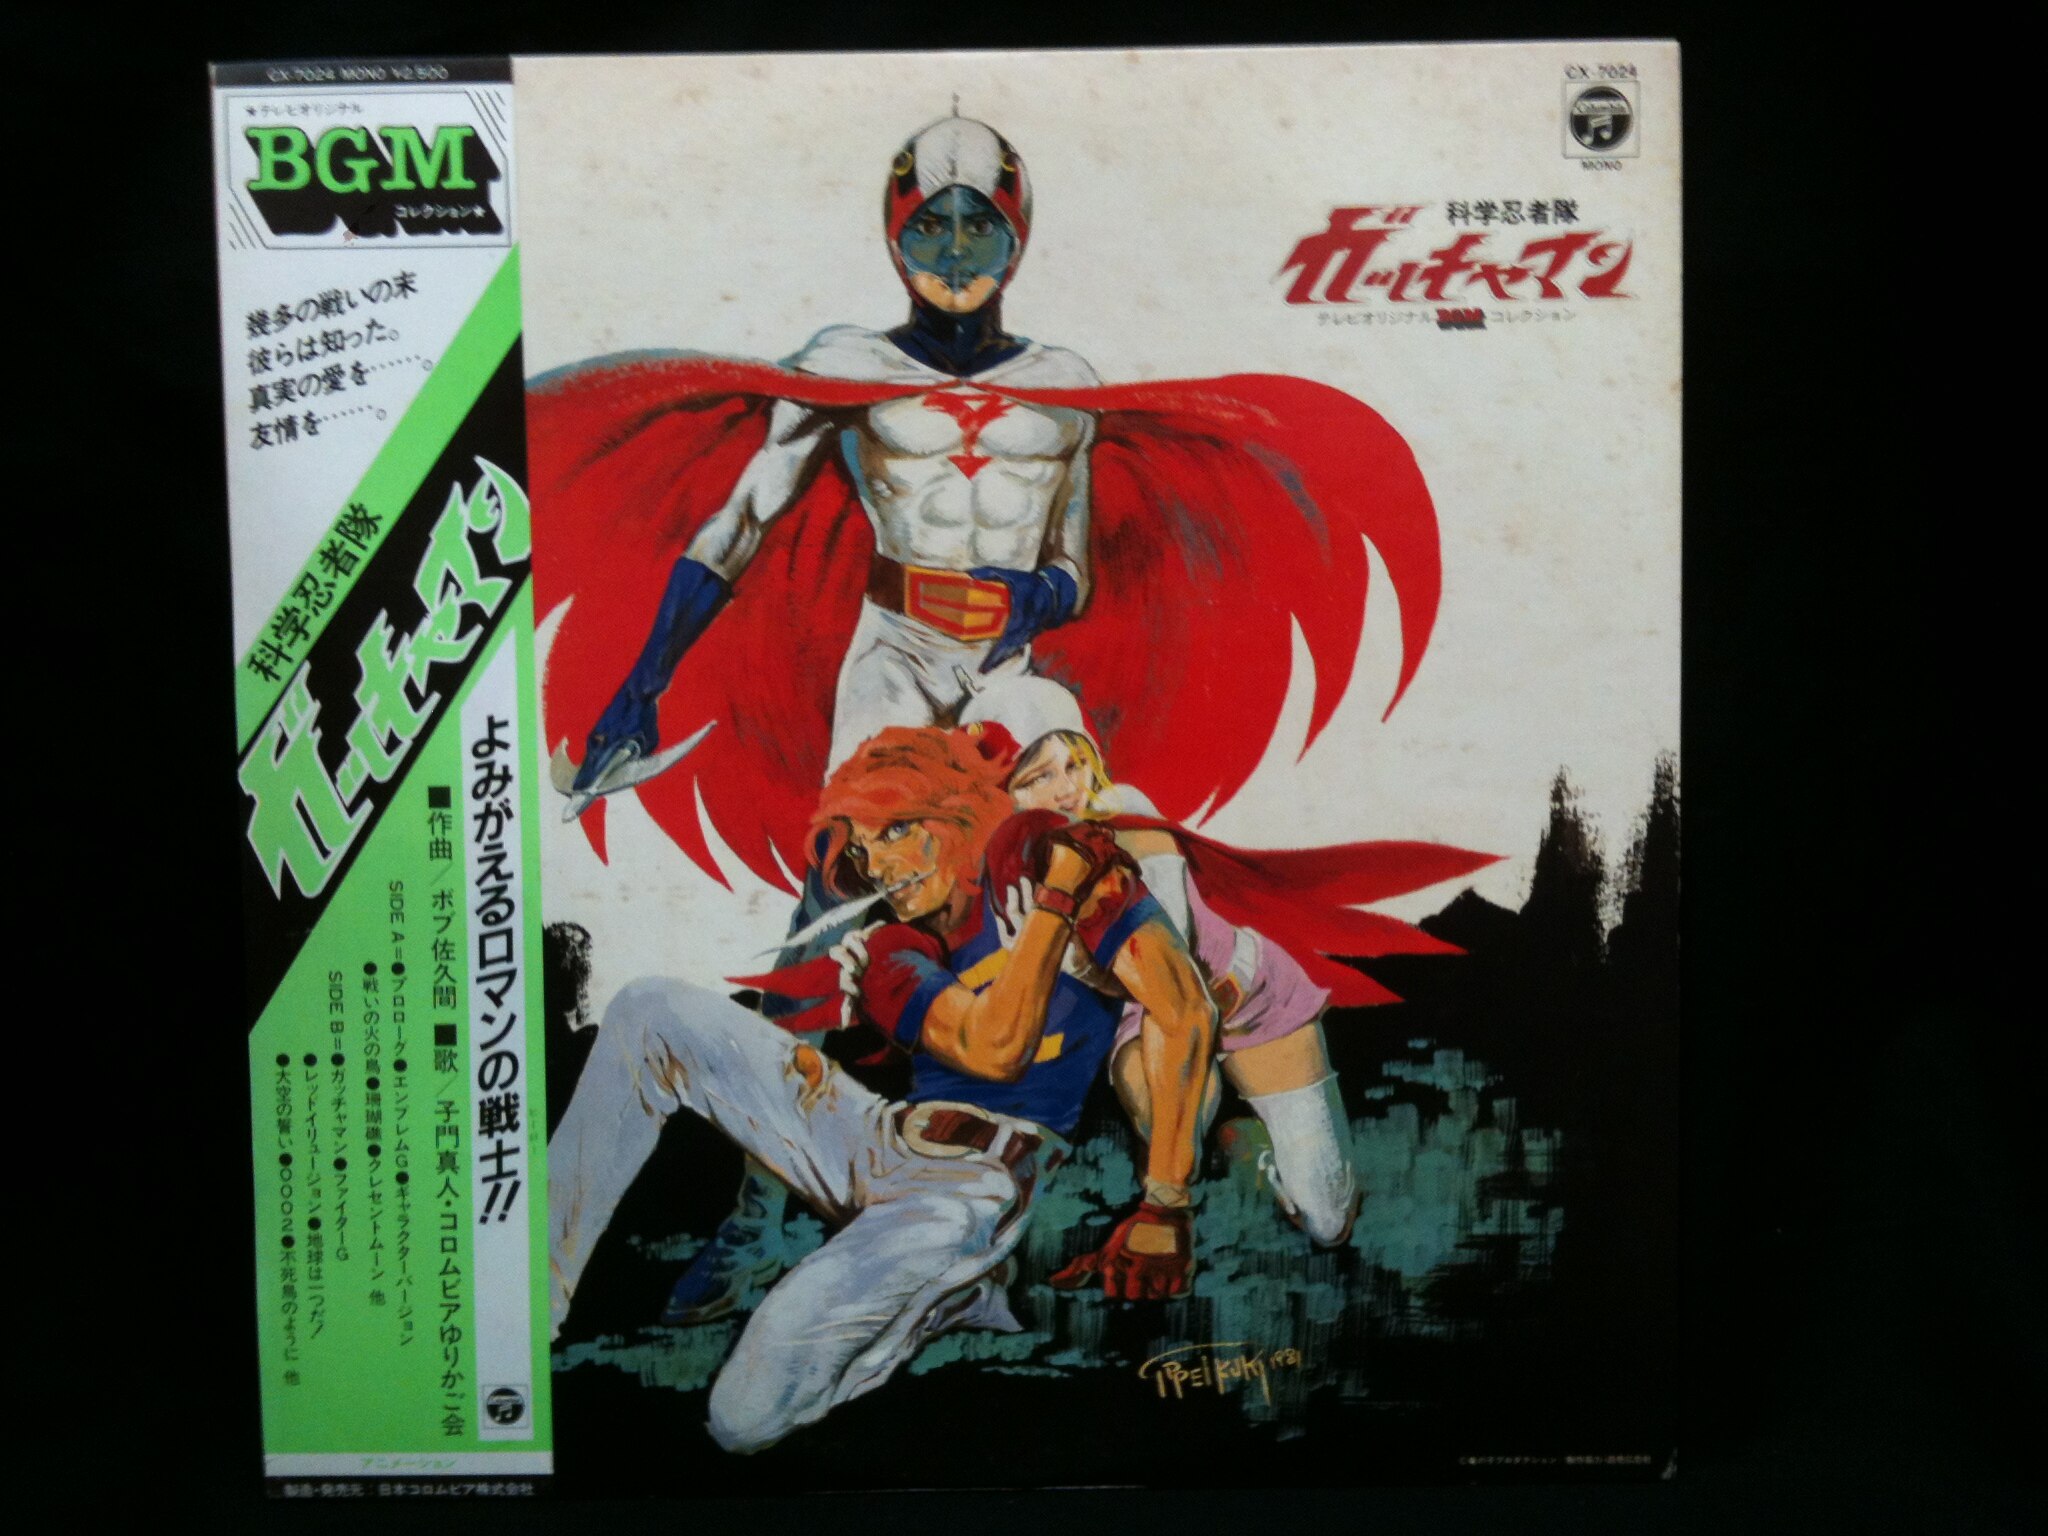 CX-7024 MONO ¥2,500
★テレビオリジナル
BGM
コレクション★
幾多の戦いの末
彼らは知った。
真実の愛を……。
友情を……。
科学忍者隊
ガッチャマン
よみがえるロマンの戦士!!
■作曲/ボブ佐久間 ■歌/子門真人・コロムビアゆりかご会
SIDE A=●プロローグ●エンブレムG●キャラクターバージョン
●戦いの火の鳥●珊瑚礁●クレセントムーン 他
SIDE B=●ガッチャマン●ファイターG
●レッドイリュージョン●地球は一つだ!
●大空の誓い●0002●不死鳥のように 他
アニメーション
製造・発売元:日本コロムビア株式会社
CX-7024
Columbia
MONO
科学忍者隊
ガッチャマン
テレビオリジナル BGM コレクション
IPPEI KURI 1981